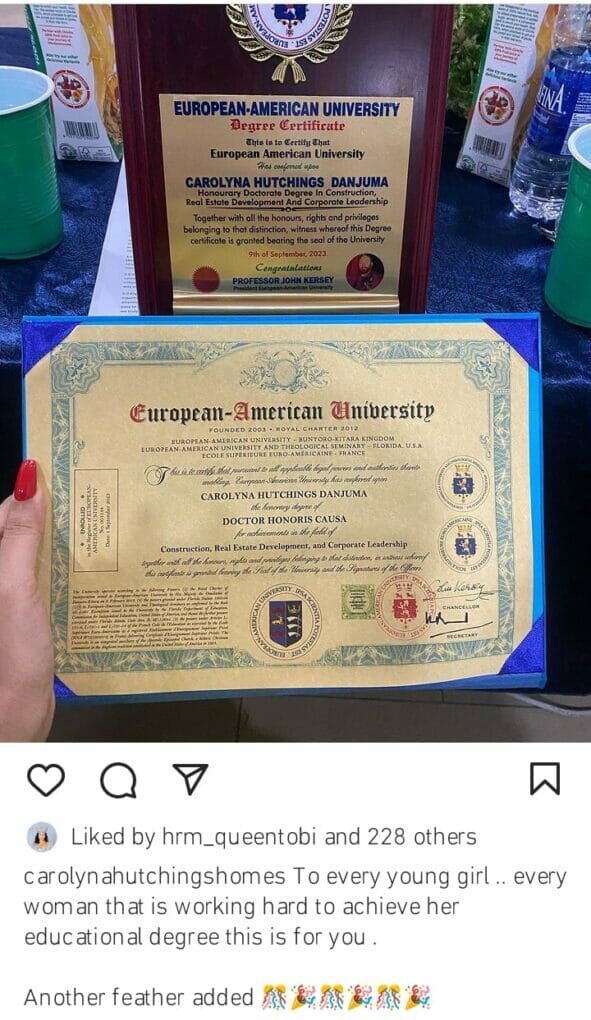 EUROPEAN-AMERICAN UNIVERSITY
Degree Certificate
This is to Certify That
European American University
Has conferred upon
CAROLYNA HUTCHINGS DANJUMA
Honourary Doctorate Degree In Construction,
Real Estate Development And Corporate Leadership
Together with all the honours, rights and privileges
belonging to that distinction, witness whereof this Degree
certificate is granted bearing the seal of the University
9th of September, 2023
Congratulations
PROFESSOR JOHN KERSEY
President European-American University
European-American University
FOUNDED 2003 • ROYAL CHARTER 2012
EUROPEAN-AMERICAN UNIVERSITY - BUNYORO-KITARA KINGDOM
EUROPEAN-AMERICAN UNIVERSITY AND THEOLOGICAL SEMINARY - FLORIDA, U.S.A.
ECOLE SUPÉRIEURE EURO-AMÉRICAINE - FRANCE
This is to certify that pursuant to all applicable legal powers and authorities thereto
enabling, European-American University has conferred upon
CAROLYNA HUTCHINGS DANJUMA
the honorary degree of
DOCTOR HONORIS CAUSA
for achievements in the field of
Construction, Real Estate Development, and Corporate Leadership
together with all the honours, rights and privileges belonging to that distinction, in witness whereof
this certificate is granted bearing the Seal of the University and the Signatures of the Officers.
ENROLLED
in the Register of EUROPEAN-
AMERICAN UNIVERSITY
CHANCELLOR
SECRETARY
FINA
Liked by hrm_queentobi and 228 others
carolynahutchingshomes To every young girl .. every
woman that is working hard to achieve her
educational degree this is for you .
Another feather added 🎊🎉🎊🎉🎊🎉